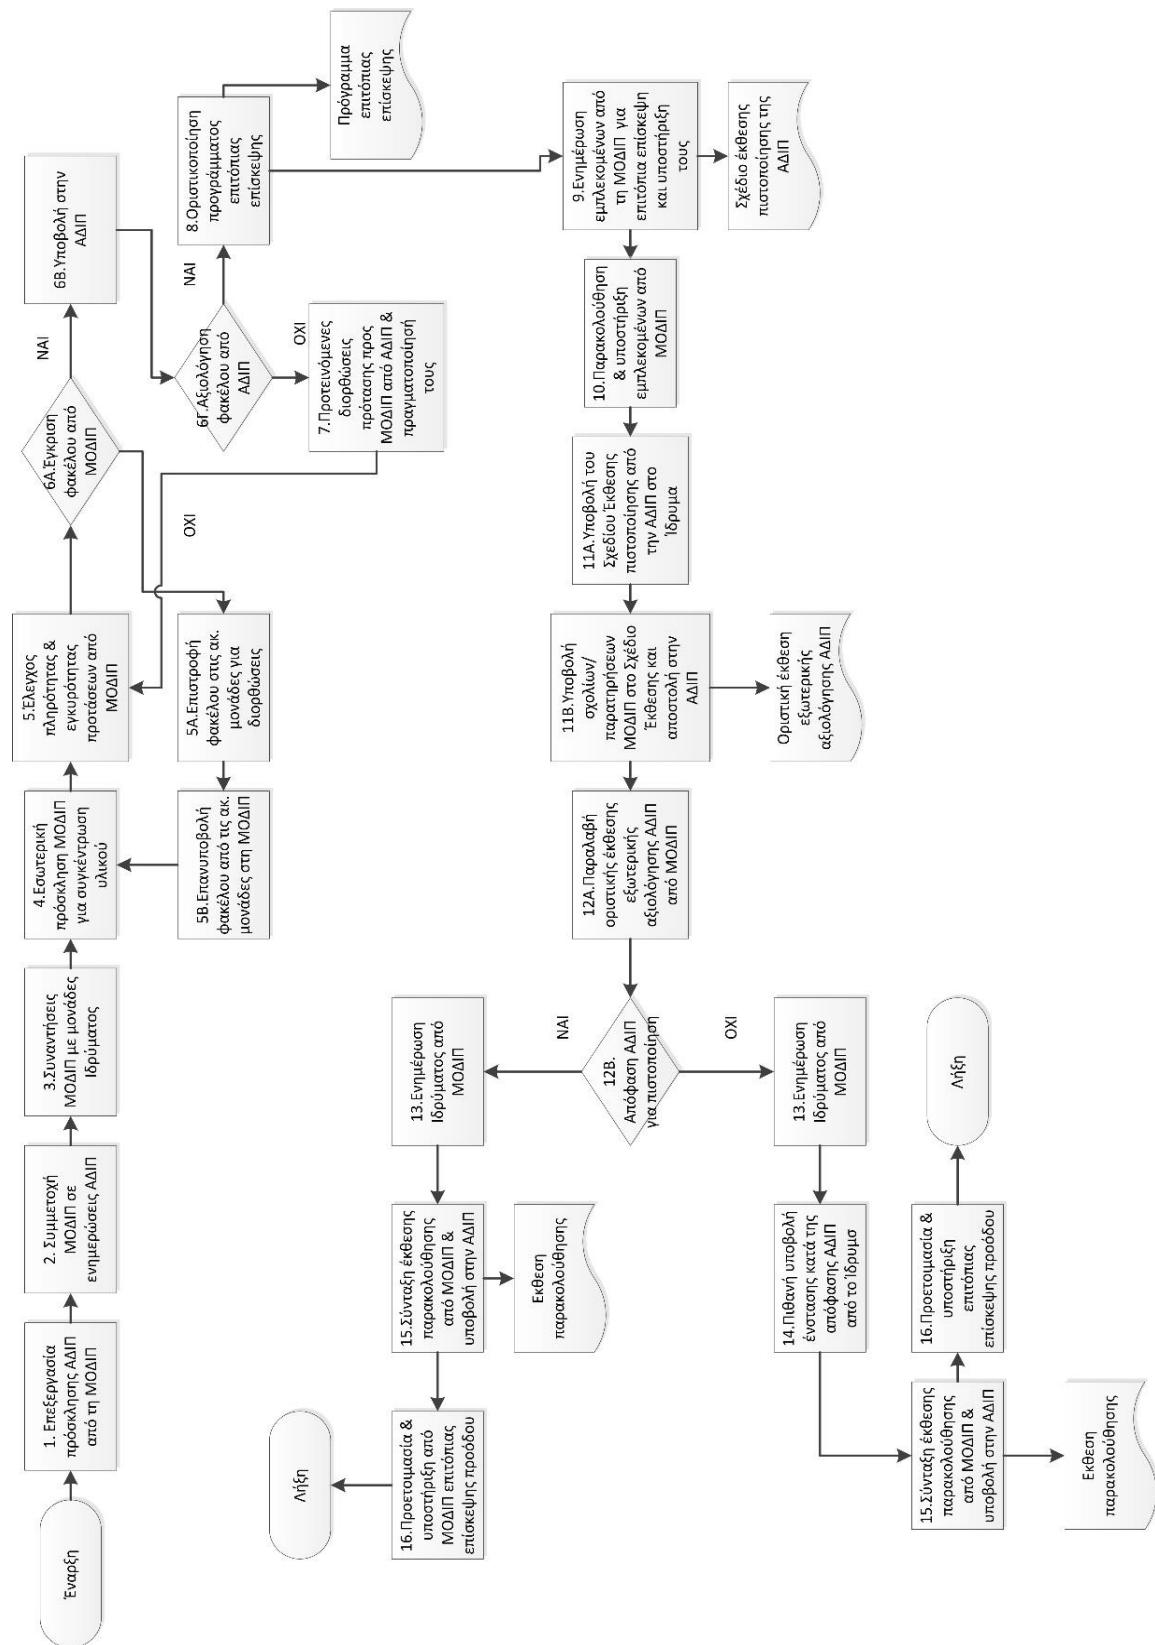 Έναρξη
1. Επεξεργασία
πρόσκλησης ΑΔΙΠ
από τη ΜΟΔΙΠ
2. Συμμετοχή
ΜΟΔΙΠ σε
ενημερώσεις ΑΔΙΠ
3.Συναντήσεις
ΜΟΔΙΠ με μονάδες
Ιδρύματος
4.Εσωτερική
πρόσκληση ΜΟΔΙΠ
για συγκέντρωση
υλικού
5.Έλεγχος
πληρότητας &
εγκυρότητας
προτάσεων από
ΜΟΔΙΠ
6Α.Έγκριση
φακέλου από
ΜΟΔΙΠ
ΝΑΙ
6Β.Υποβολή στην
ΑΔΙΠ
ΟΧΙ
5Α.Επιστροφή
φακέλου στις ακ.
μονάδες για
διορθώσεις
5Β.Επανυποβολή
φακέλου από τις ακ.
μονάδες στη ΜΟΔΙΠ
6Γ.Αξιολόγηση
φακέλου από
ΑΔΙΠ
ΝΑΙ
8.Οριστικοποίηση
προγράμματος
επιτόπιας
επίσκεψης
ΟΧΙ
7.Προτεινόμενες
διορθώσεις
πρότασης προς
ΜΟΔΙΠ από ΑΔΙΠ &
πραγματοποίησή
τους
Πρόγραμμα
επιτόπιας
επίσκεψης
9.Ενημέρωση
εμπλεκομένων από
τη ΜΟΔΙΠ για
επιτόπια επίσκεψη
και υποστήριξη
τους
Σχέδιο έκθεσης
πιστοποίησης της
ΑΔΙΠ
10.Παρακολούθηση
& υποστήριξη
εμπλεκομένων από
ΜΟΔΙΠ
11Α.Υποβολή του
Σχεδίου Έκθεσης
πιστοποίησης από
την ΑΔΙΠ στο
Ίδρυμα
11Β.Υποβολή
σχολίων/
παρατηρήσεων
ΜΟΔΙΠ στο Σχέδιο
Έκθεσης και
αποστολή στην
ΑΔΙΠ
Οριστική έκθεση
εξωτερικής
αξιολόγησης ΑΔΙΠ
12Α.Παραλαβή
οριστικής έκθεσης
εξωτερικής
αξιολόγησης ΑΔΙΠ
από ΜΟΔΙΠ
12Β.
Απόφαση ΑΔΙΠ
για πιστοποίηση
ΝΑΙ
13.Ενημέρωση
Ιδρύματος από
ΜΟΔΙΠ
15.Σύνταξη έκθεσης
παρακολούθησης
από ΜΟΔΙΠ &
υποβολή στην ΑΔΙΠ
Εκθεση
παρακολούθησης
16.Προετοιμασία &
υποστήριξη από
ΜΟΔΙΠ επιτόπιας
επίσκεψης προόδου
Λήξη
ΟΧΙ
13.Ενημέρωση
Ιδρύματος από
ΜΟΔΙΠ
14.Πιθανή υποβολή
ένστασης κατά της
απόφασης ΑΔΙΠ
από το Ίδρυμσ
15.Σύνταξη έκθεσης
παρακολούθησης
από ΜΟΔΙΠ &
υποβολή στην ΑΔΙΠ
Εκθεση
παρακολούθησης
16.Προετοιμασία &
υποστήριξη
επιτόπιας
επίσκεψης προόδου
Λήξη